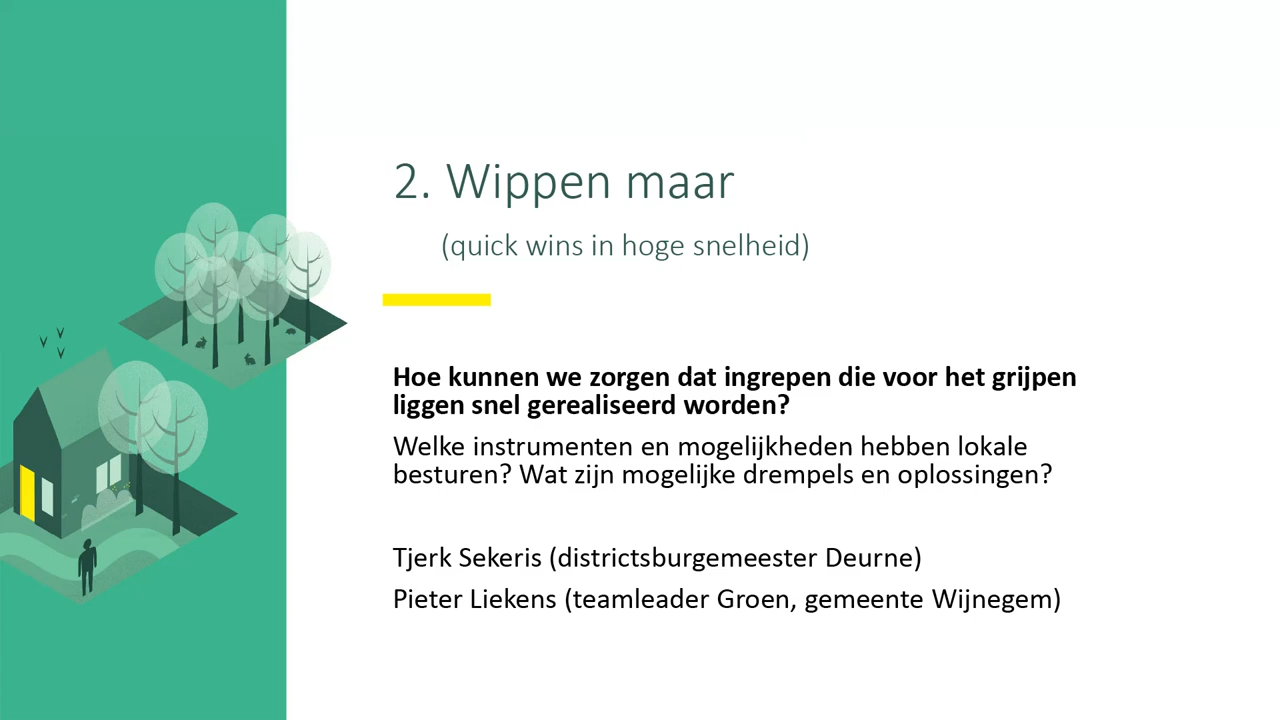 2. Wippen maar
(quick wins in hoge snelheid)
Hoe kunnen we zorgen dat ingrepen die voor het grijpen
liggen snel gerealiseerd worden?
Welke instrumenten en mogelijkheden hebben lokale
besturen? Wat zijn mogelijke drempels en oplossingen?
Tjerk Sekeris (districtsburgemeester Deurne)
Pieter Liekens (teamleader Groen, gemeente Wijnegem)